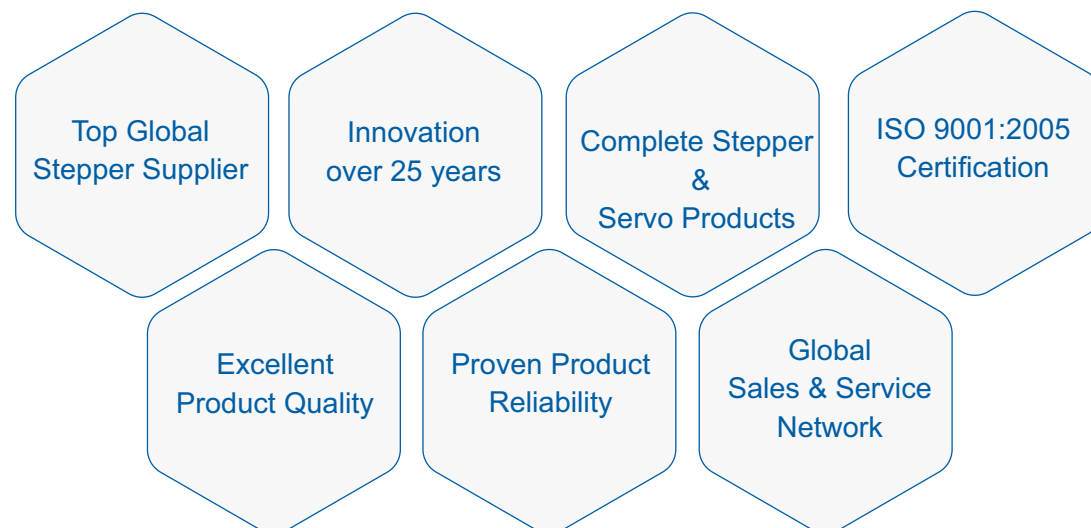 Top Global
Stepper Supplier
Innovation
over 25 years
Complete Stepper
&
Servo Products
ISO 9001:2005
Certification
Excellent
Product Quality
Proven Product
Reliability
Global
Sales & Service
Network